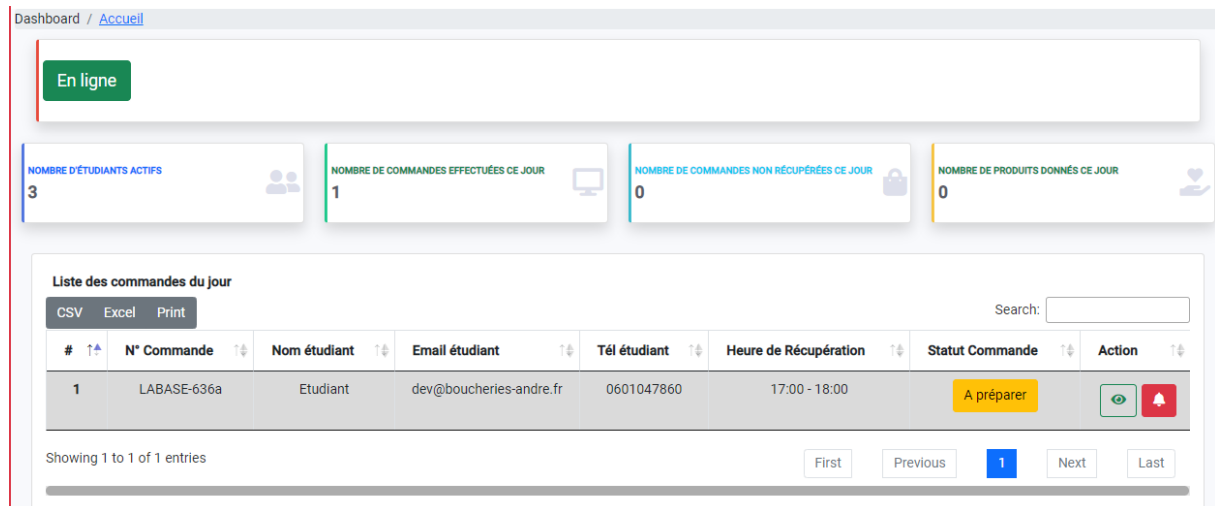 Dashboard / Accueil
En ligne
NOMBRE D'ÉTUDIANTS ACTIFS
3
NOMBRE DE COMMANDES EFFECTUÉES CE JOUR
1
NOMBRE DE COMMANDES NON RÉCUPÉRÉES CE JOUR
0
NOMBRE DE PRODUITS DONNÉS CE JOUR
0
Liste des commandes du jour
CSV Excel Print Search:
# N° Commande Nom étudiant Email étudiant Tél étudiant Heure de Récupération Statut Commande Action
1 LABASE-636a Etudiant dev@boucheries-andre.fr 0601047860 17:00 - 18:00 A préparer
Showing 1 to 1 of 1 entries First Previous 1 Next Last